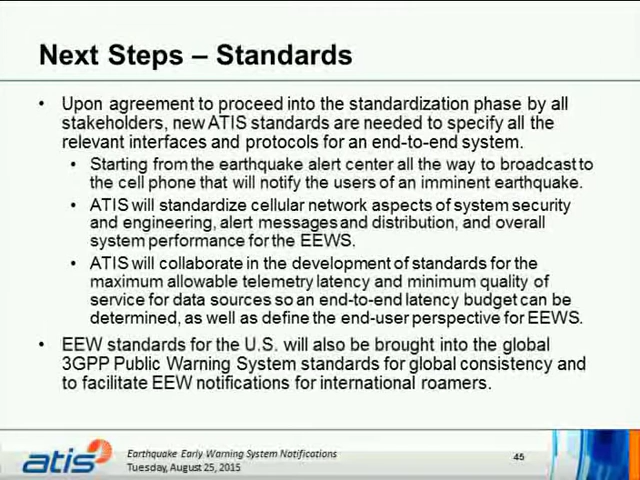 Next Steps – Standards
• Upon agreement to proceed into the standardization phase by all
stakeholders, new ATIS standards are needed to specify all the
relevant interfaces and protocols for an end-to-end system.
• Starting from the earthquake alert center all the way to broadcast to
the cell phone that will notify the users of an imminent earthquake.
• ATIS will standardize cellular network aspects of system security
and engineering, alert messages and distribution, and overall
system performance for the EEWS.
• ATIS will collaborate in the development of standards for the
maximum allowable telemetry latency and minimum quality of
service for data sources so an end-to-end latency budget can be
determined, as well as define the end-user perspective for EEWS.
• EEW standards for the U.S. will also be brought into the global
3GPP Public Warning System standards for global consistency and
to facilitate EEW notifications for international roamers.
atis
Earthquake Early Warning System Notifications
Tuesday, August 25, 2015
45